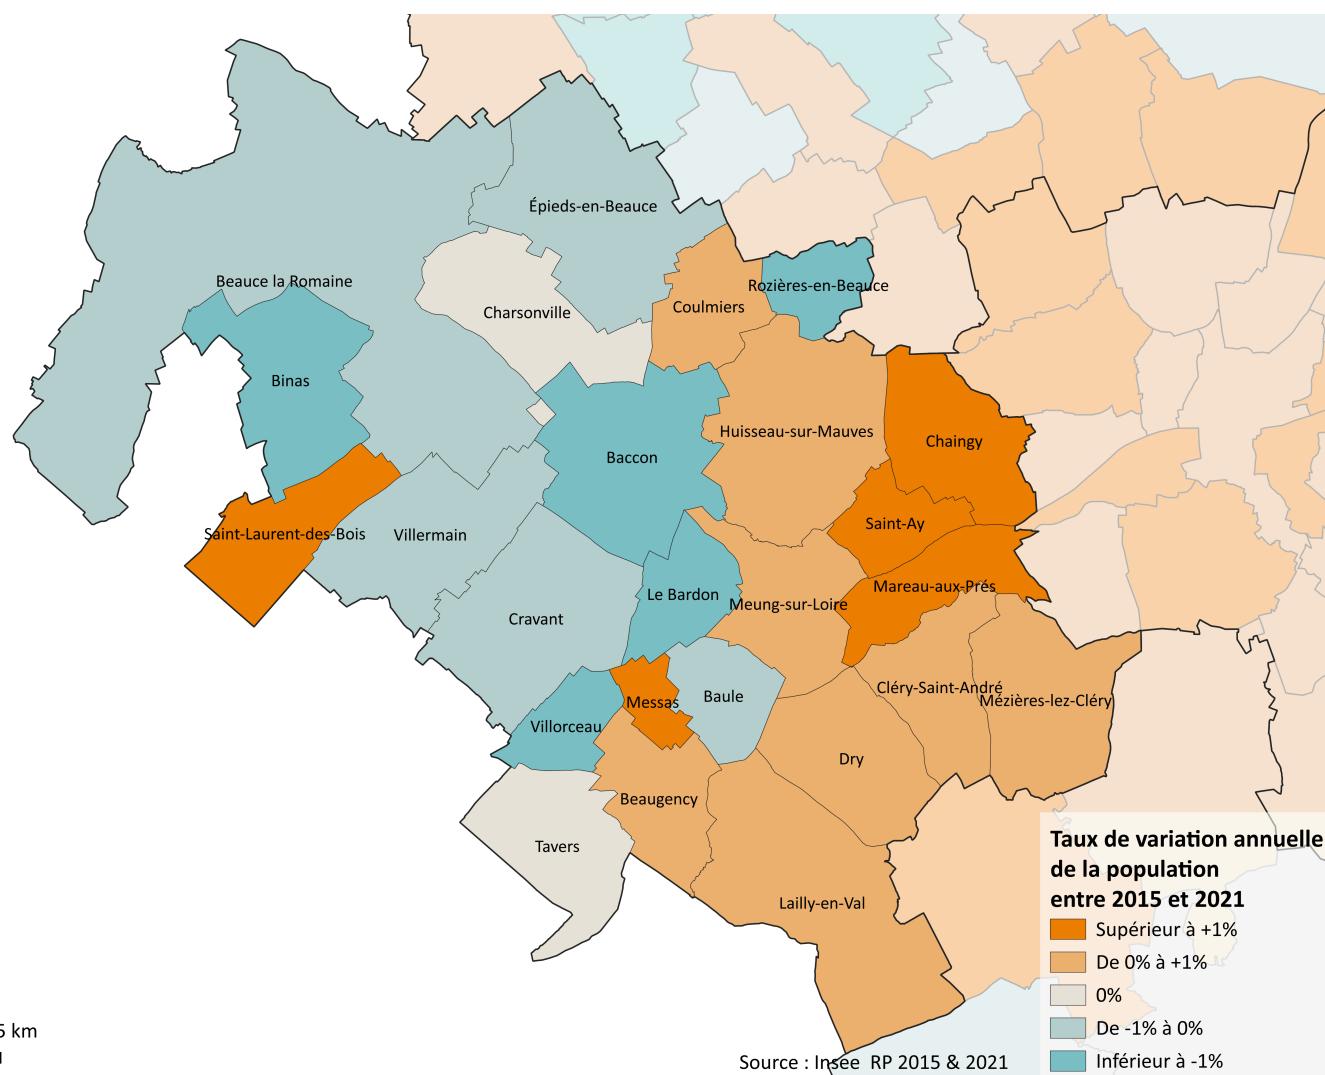 Épieds-en-Beauce
Beauce la Romaine
Rozières-en-Beauce
Charsonville
Coulmiers
Binas
Huisseau-sur-Mauves
Chaingy
Baccon
Saint-Ay
Saint-Laurent-des-Bois
Villermain
Mareau-aux-Prés
Le Bardon
Meung-sur-Loire
Cravant
Cléry-Saint-André
Messas
Baule
Mézières-lez-Cléry
Villorceau
Dry
Beaugency
Tavers
Lailly-en-Val
Taux de variation annuelle
de la population
entre 2015 et 2021
Supérieur à +1%
De 0% à +1%
0%
De -1% à 0%
Inférieur à -1%
5 km
Source : Insee RP 2015 & 2021